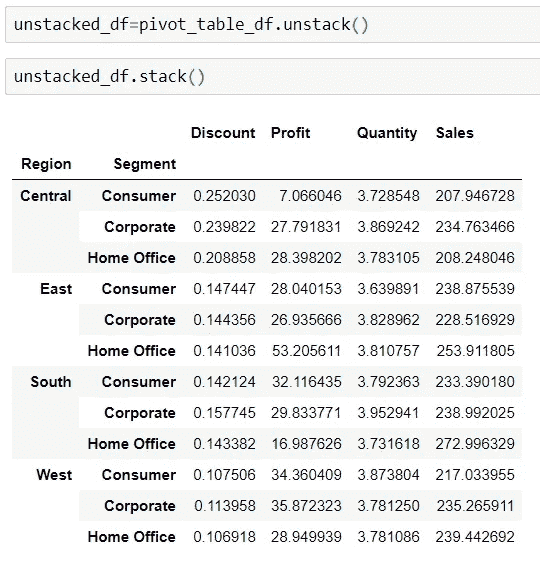 unstacked_df=pivot_table_df.unstack()
unstacked_df.stack()
Discount Profit Quantity Sales
Region Segment
Central Consumer 0.252030 7.066046 3.728548 207.946728
Corporate 0.239822 27.791831 3.869242 234.763466
Home Office 0.208858 28.398202 3.783105 208.248046
East Consumer 0.147447 28.040153 3.639891 238.875539
Corporate 0.144356 26.935666 3.828962 228.516929
Home Office 0.141036 53.205611 3.810757 253.911805
South Consumer 0.142124 32.116435 3.792363 233.390180
Corporate 0.157745 29.833771 3.952941 238.992025
Home Office 0.143382 16.987626 3.731618 272.996329
West Consumer 0.107506 34.360409 3.873804 217.033955
Corporate 0.113958 35.872323 3.781250 235.265911
Home Office 0.106918 28.949939 3.781086 239.442692